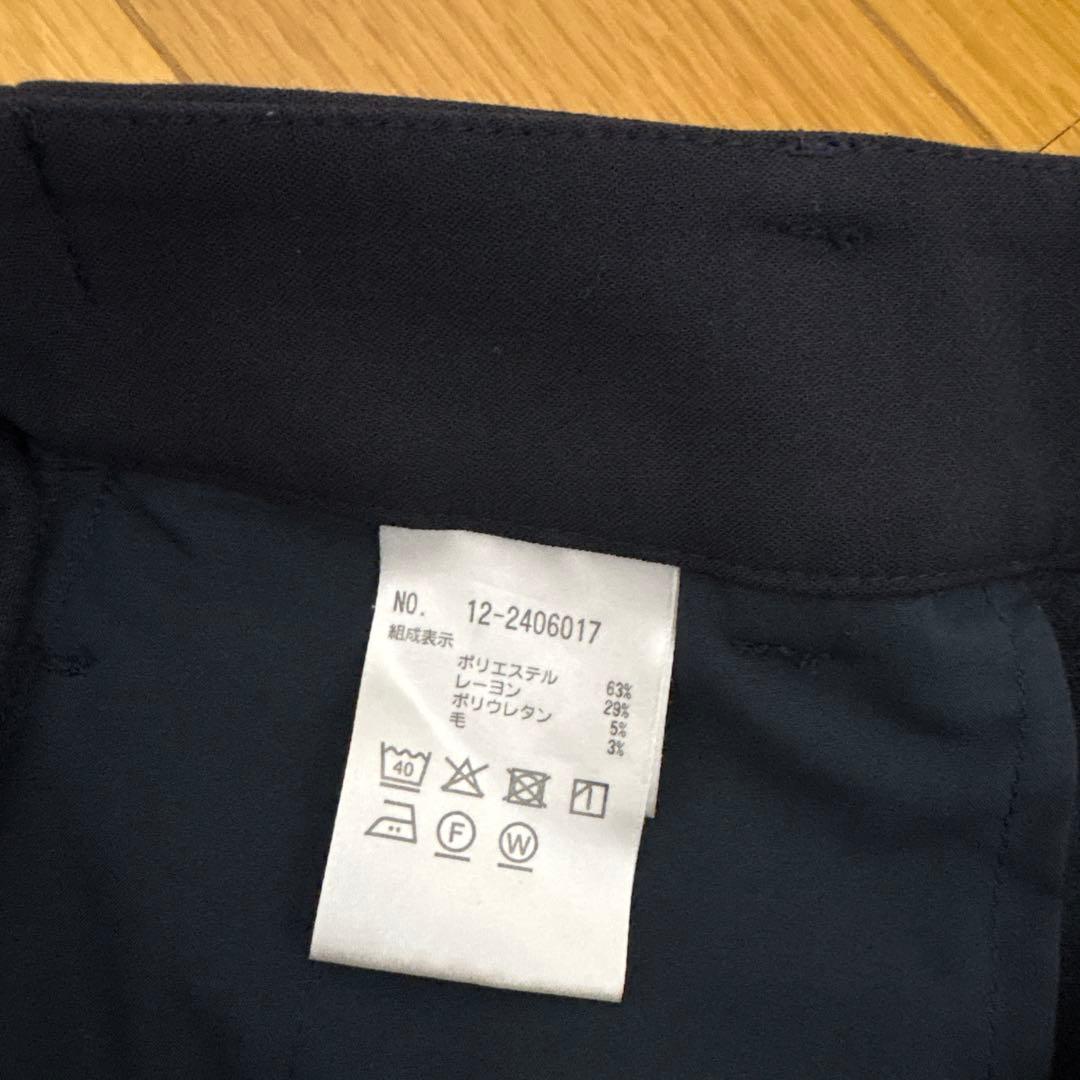 NO. 12-2406017
組成表示
ポリエステル 63%
レーヨン 29%
ポリウレタン 5%
毛 3%
40
F W